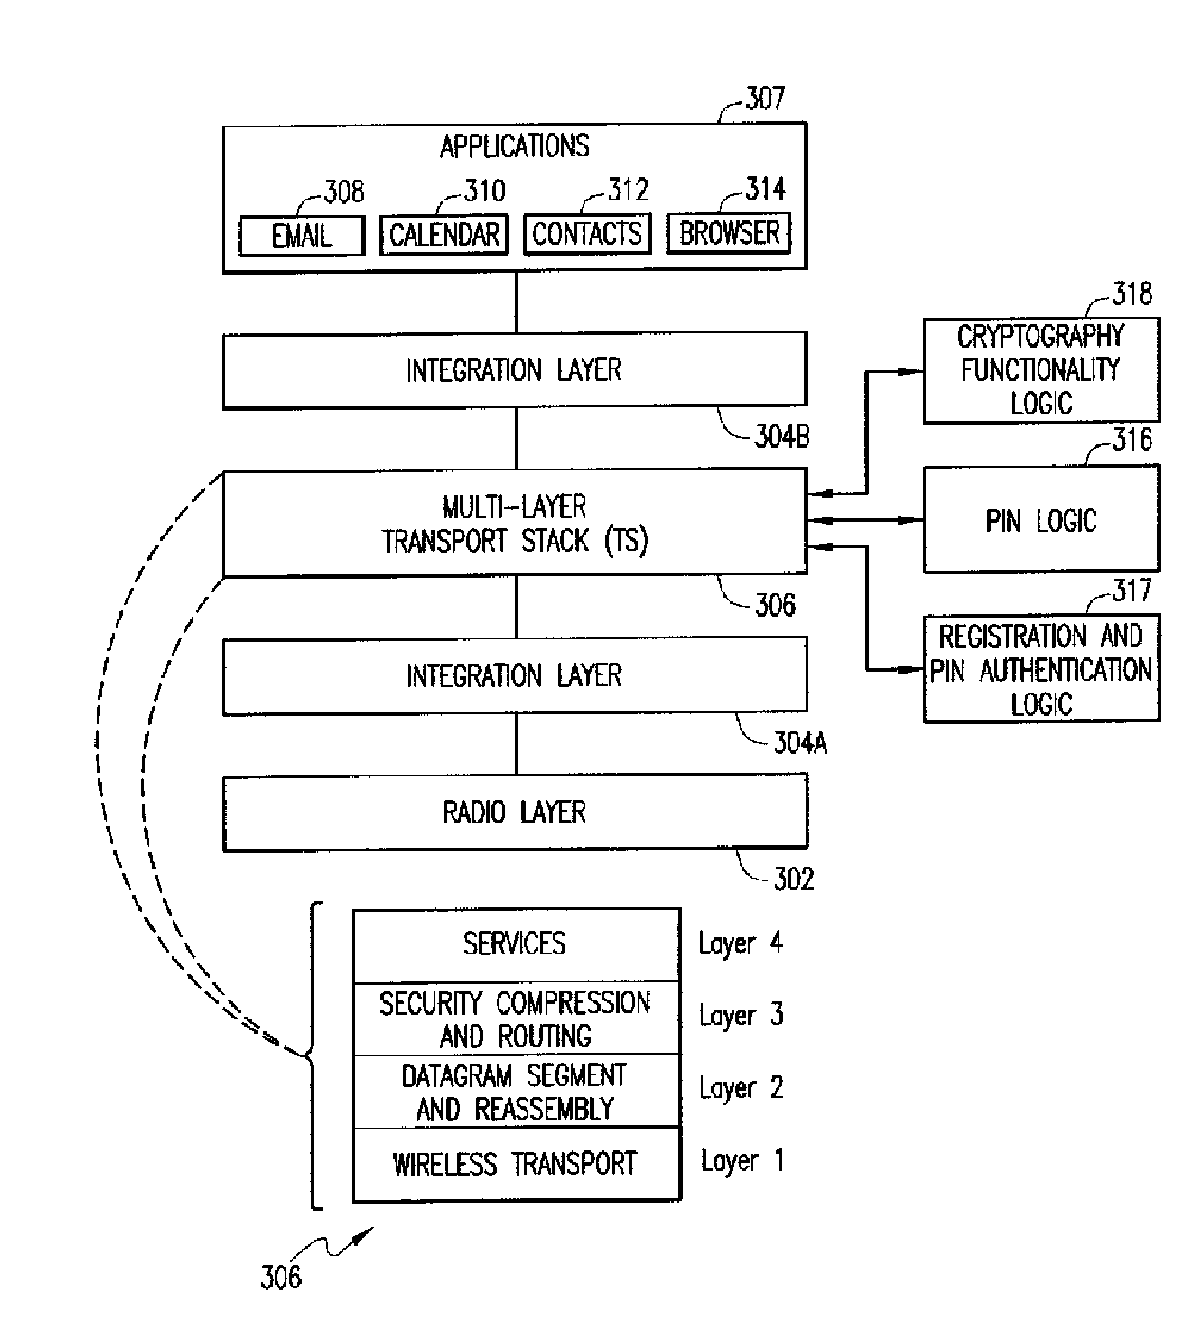 307
APPLICATIONS
308
310
312
314
EMAIL
CALENDAR
CONTACTS
BROWSER
INTEGRATION LAYER
304B
318
CRYPTOGRAPHY
FUNCTIONALITY
LOGIC
MULTI-LAYER
TRANSPORT STACK (TS)
306
316
PIN LOGIC
317
REGISTRATION AND
PIN AUTHENTICATION
LOGIC
INTEGRATION LAYER
304A
RADIO LAYER
302
SERVICES
Layer 4
SECURITY COMPRESSION
AND ROUTING
Layer 3
DATAGRAM SEGMENT
AND REASSEMBLY
Layer 2
WIRELESS TRANSPORT
Layer 1
306